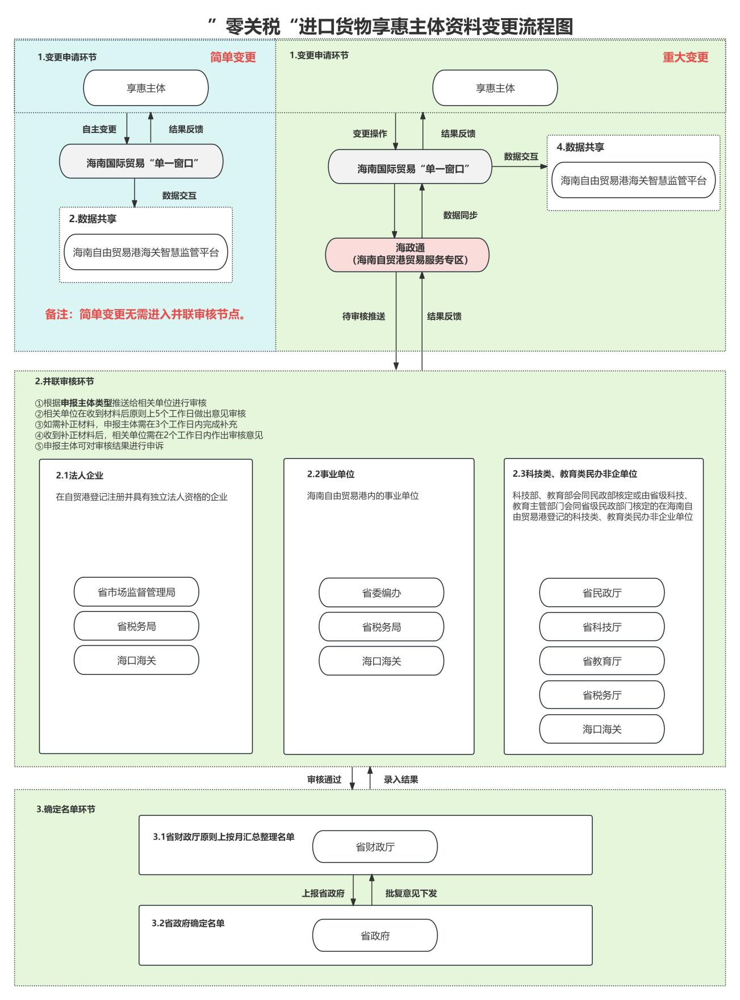 ”零关税“进口货物享惠主体资料变更流程图
1.变更申请环节
简单变更
享惠主体
自主变更
结果反馈
海南国际贸易“单一窗口”
数据交互
2.数据共享
海南自由贸易港海关智慧监管平台
备注：简单变更无需进入并联审核节点。
1.变更申请环节
重大变更
享惠主体
变更操作
结果反馈
海南国际贸易“单一窗口”
数据交互
4.数据共享
海南自由贸易港海关智慧监管平台
数据同步
海政通
（海南自贸港贸易服务专区）
待审核推送
结果反馈
2.并联审核环节
①根据申报主体类型推送给相关单位进行审核
②相关单位在收到材料后原则上5个工作日做出意见审核
③如需补正材料，申报主体需在3个工作日内完成补充
④收到补正材料后，相关单位需在2个工作日内作出审核意见
⑤申报主体可对审核结果进行申诉
2.1法人企业
在自贸港登记注册并具有独立法人资格的企业
省市场监督管理局
省税务局
海口海关
2.2事业单位
海南自由贸易港内的事业单位
省委编办
省税务局
海口海关
2.3科技类、教育类民办非企单位
科技部、教育部会同民政部核定或由省级科技、
教育主管部门会同省级民政部门核定的在海南自
由贸易港登记的科技类、教育类民办非企业单位
省民政厅
省科技厅
省教育厅
省税务厅
海口海关
审核通过
录入结果
3.确定名单环节
3.1省财政厅原则上按月汇总整理名单
省财政厅
上报省政府
批复意见下发
3.2省政府确定名单
省政府